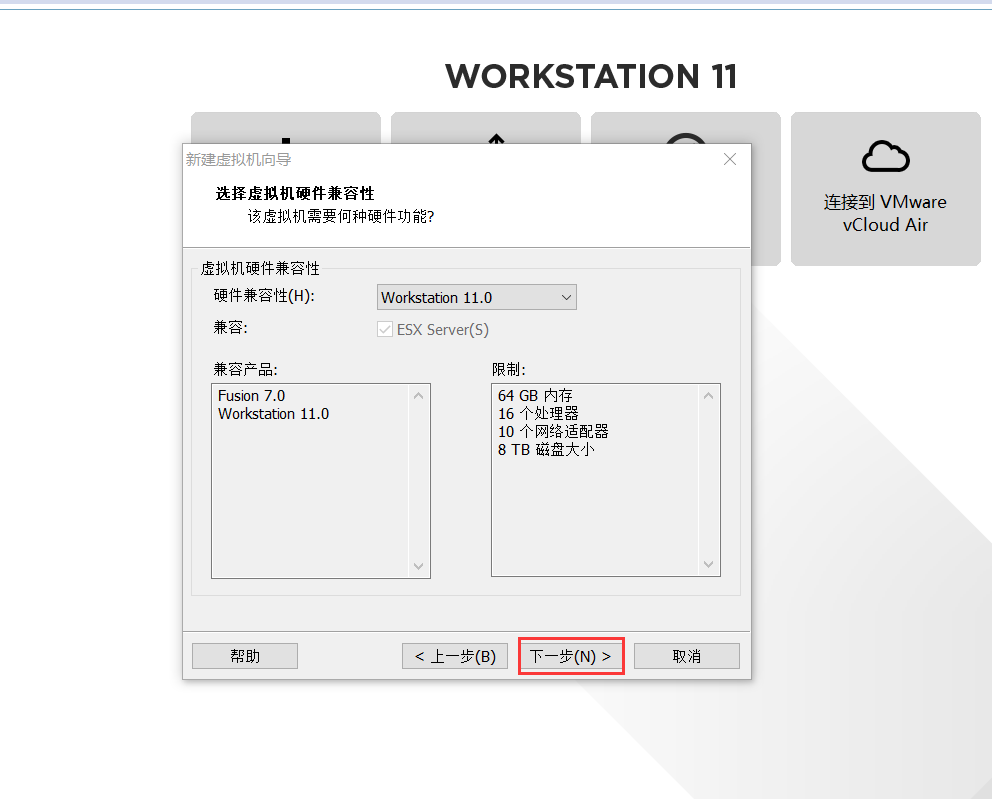 WORKSTATION 11
连接到 VMware
vCloud Air
新建虚拟机向导
选择虚拟机硬件兼容性
该虚拟机需要何种硬件功能?
虚拟机硬件兼容性
硬件兼容性(H):
Workstation 11.0
兼容:
ESX Server(S)
兼容产品:
Fusion 7.0
Workstation 11.0
限制:
64 GB 内存
16 个处理器
10 个网络适配器
8 TB 磁盘大小
帮助
< 上一步(B)
下一步(N) >
取消